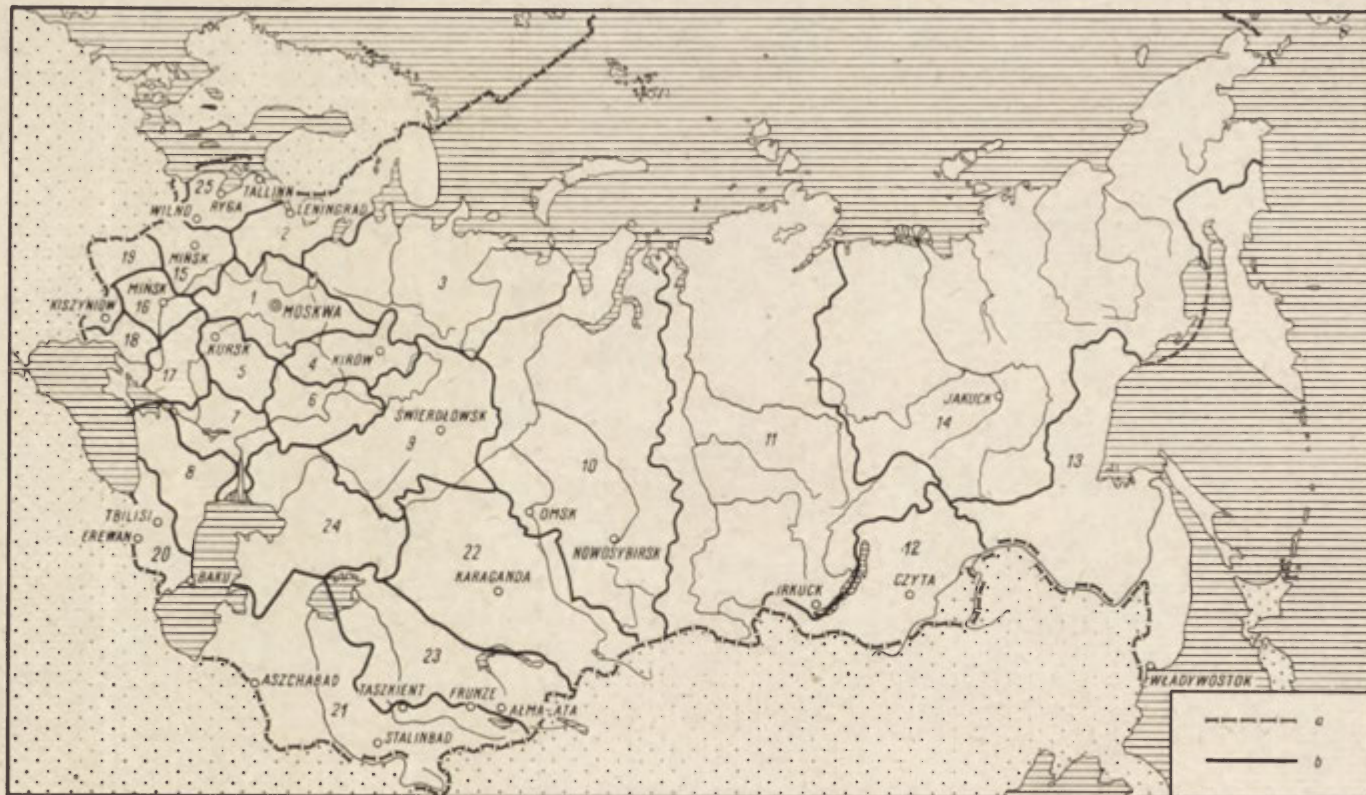 25
TALLINN
RYGA
LENINGRAD
WILNO
2
19
MIŃSK
15
3
MIŃSK
16
1
MOSKWA
KISZYNIOW
18
KURSK
4
KIROW
17
5
6
7
ŚWIERDŁOWSK
9
JAKUCK
14
11
13
8
10
OMSK
TBILISI
EREWAN
24
20
22
NOWOSYBIRSK
12
BAKU
KARAGANDA
CZYTA
IRKUCK
23
ASZCHABAD
TASZKIENT
FRUNZE
AŁMA-ATA
21
STALINBAD
WŁADYWOSTOK
a
b